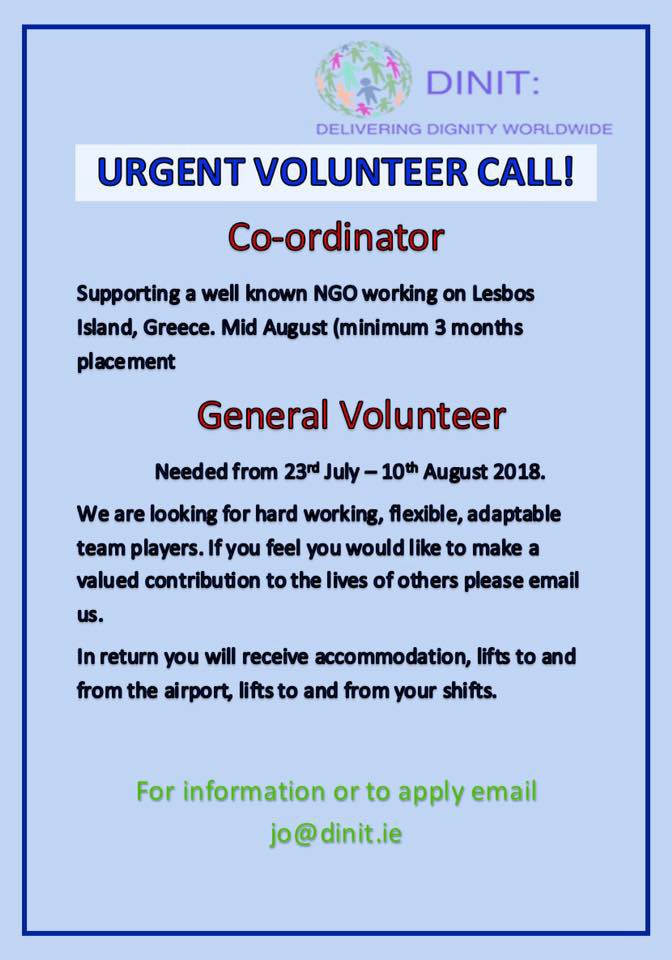 DINIT:
DELIVERING DIGNITY WORLDWIDE
URGENT VOLUNTEER CALL!
Co-ordinator
Supporting a well known NGO working on Lesbos
Island, Greece. Mid August (minimum 3 months
placement
General Volunteer
Needed from 23rd July – 10th August 2018.
We are looking for hard working, flexible, adaptable
team players. If you feel you would like to make a
valued contribution to the lives of others please email
us.
In return you will receive accommodation, lifts to and
from the airport, lifts to and from your shifts.
For information or to apply email
jo@dinit.ie